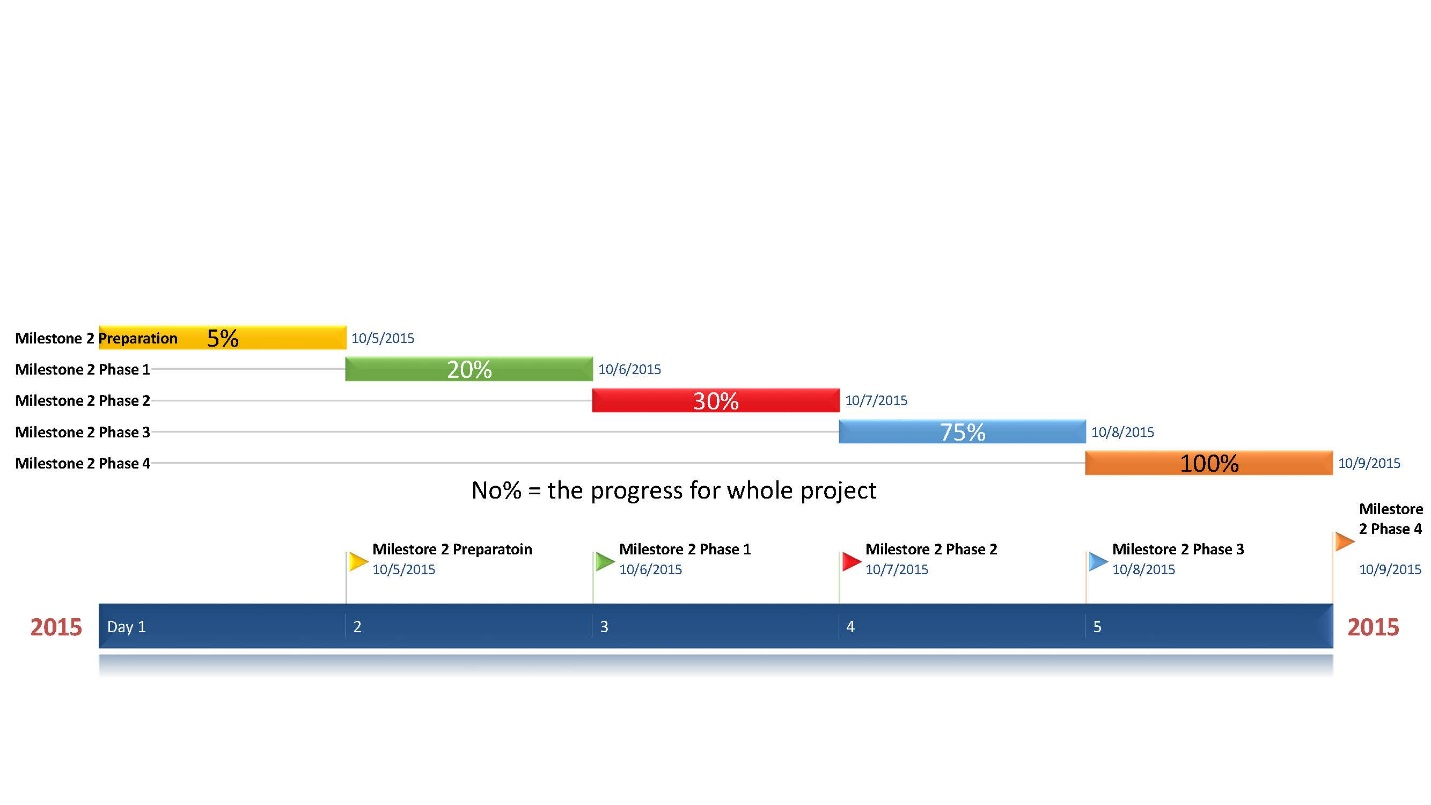 Milestone 2 Preparation 5% 10/5/2015
Milestone 2 Phase 1 20% 10/6/2015
Milestone 2 Phase 2 30% 10/7/2015
Milestone 2 Phase 3 75% 10/8/2015
Milestone 2 Phase 4 100% 10/9/2015
No% = the progress for whole project
Milestore 2 Preparatoin
10/5/2015
Milestore 2 Phase 1
10/6/2015
Milestore 2 Phase 2
10/7/2015
Milestore 2 Phase 3
10/8/2015
Milestore
2 Phase 4
10/9/2015
2015 Day 1 2 3 4 5 2015